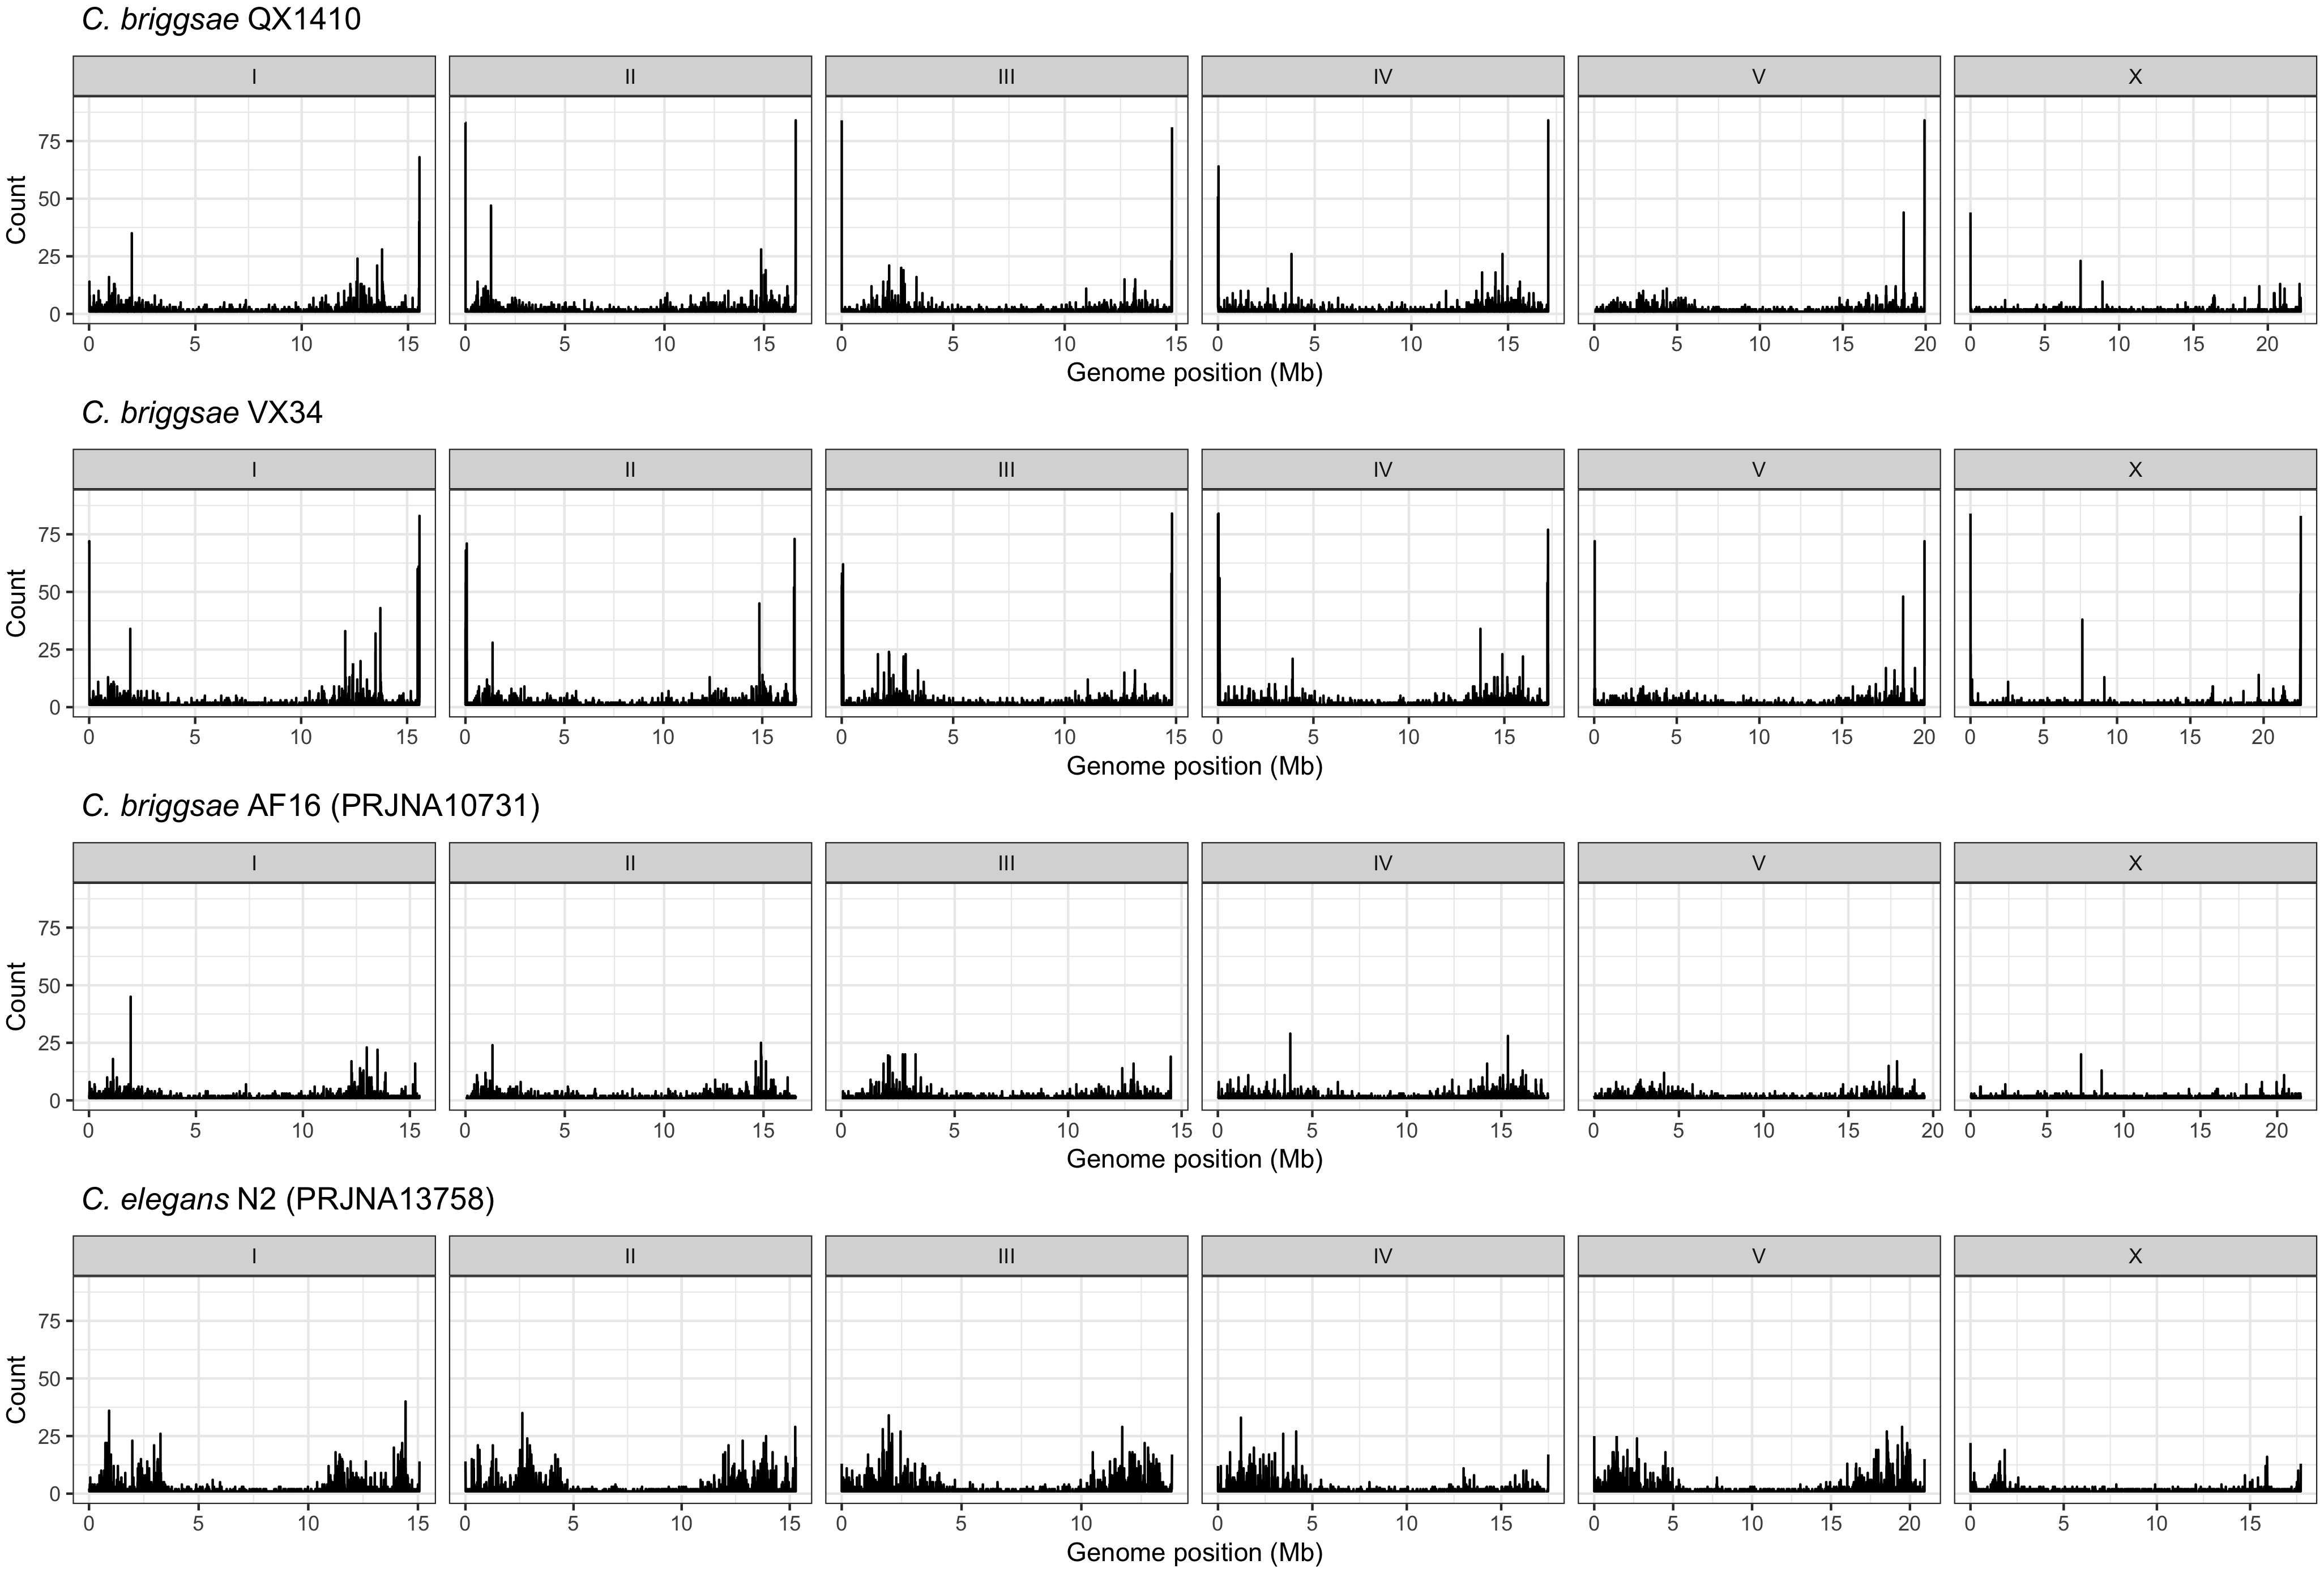 C. briggsae QX1410
I II III IV V X
Count
75
50
25
0
0 5 10 15 0 5 10 15 0 5 10 15 0 5 10 15 0 5 10 15 20 0 5 10 15 20
Genome position (Mb)
C. briggsae VX34
I II III IV V X
Count
75
50
25
0
0 5 10 15 0 5 10 15 0 5 10 15 0 5 10 15 0 5 10 15 20 0 5 10 15 20
Genome position (Mb)
C. briggsae AF16 (PRJNA10731)
I II III IV V X
Count
75
50
25
0
0 5 10 15 0 5 10 15 0 5 10 15 0 5 10 15 0 5 10 15 20 0 5 10 15 20
Genome position (Mb)
C. elegans N2 (PRJNA13758)
I II III IV V X
Count
75
50
25
0
0 5 10 15 0 5 10 15 0 5 10 0 5 10 15 0 5 10 15 20 0 5 10 15
Genome position (Mb)